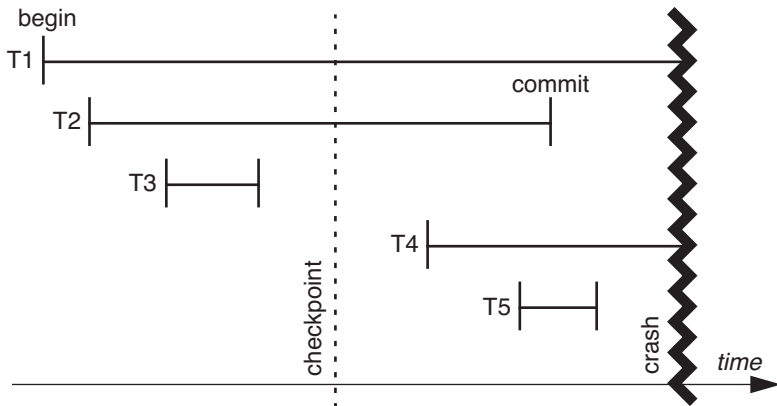 begin
T1
commit
T2
T3
T4
T5
checkpoint
crash
time